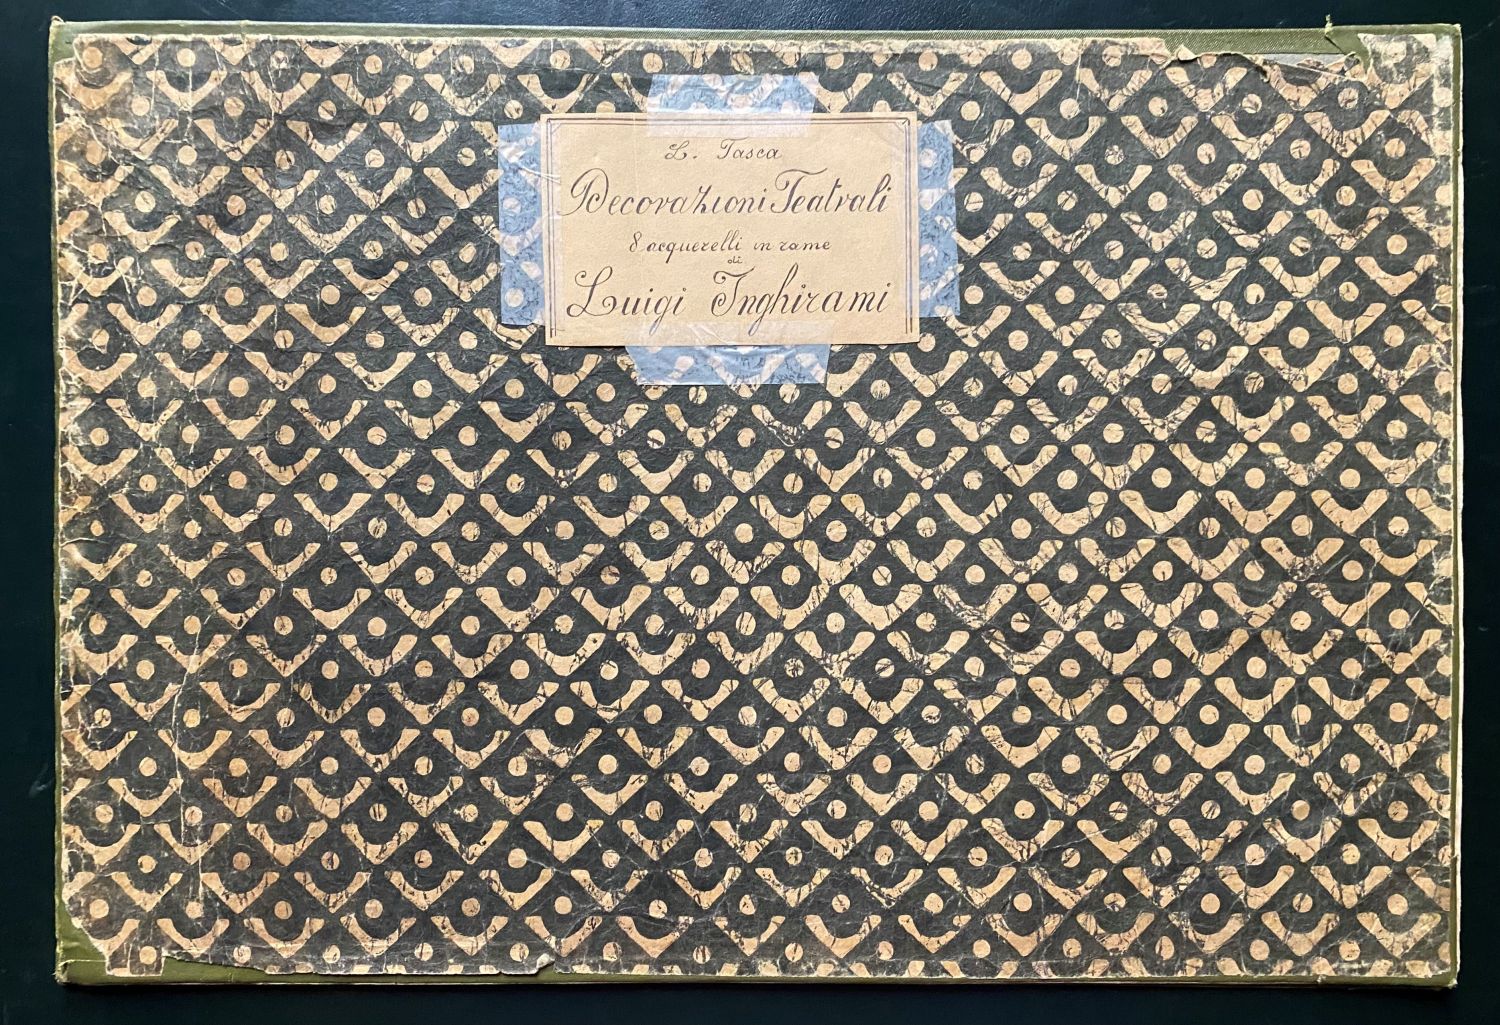 L. Tasca
Decorazioni Teatrali
8 acquerelli in rame
di
Luigi Inghirami